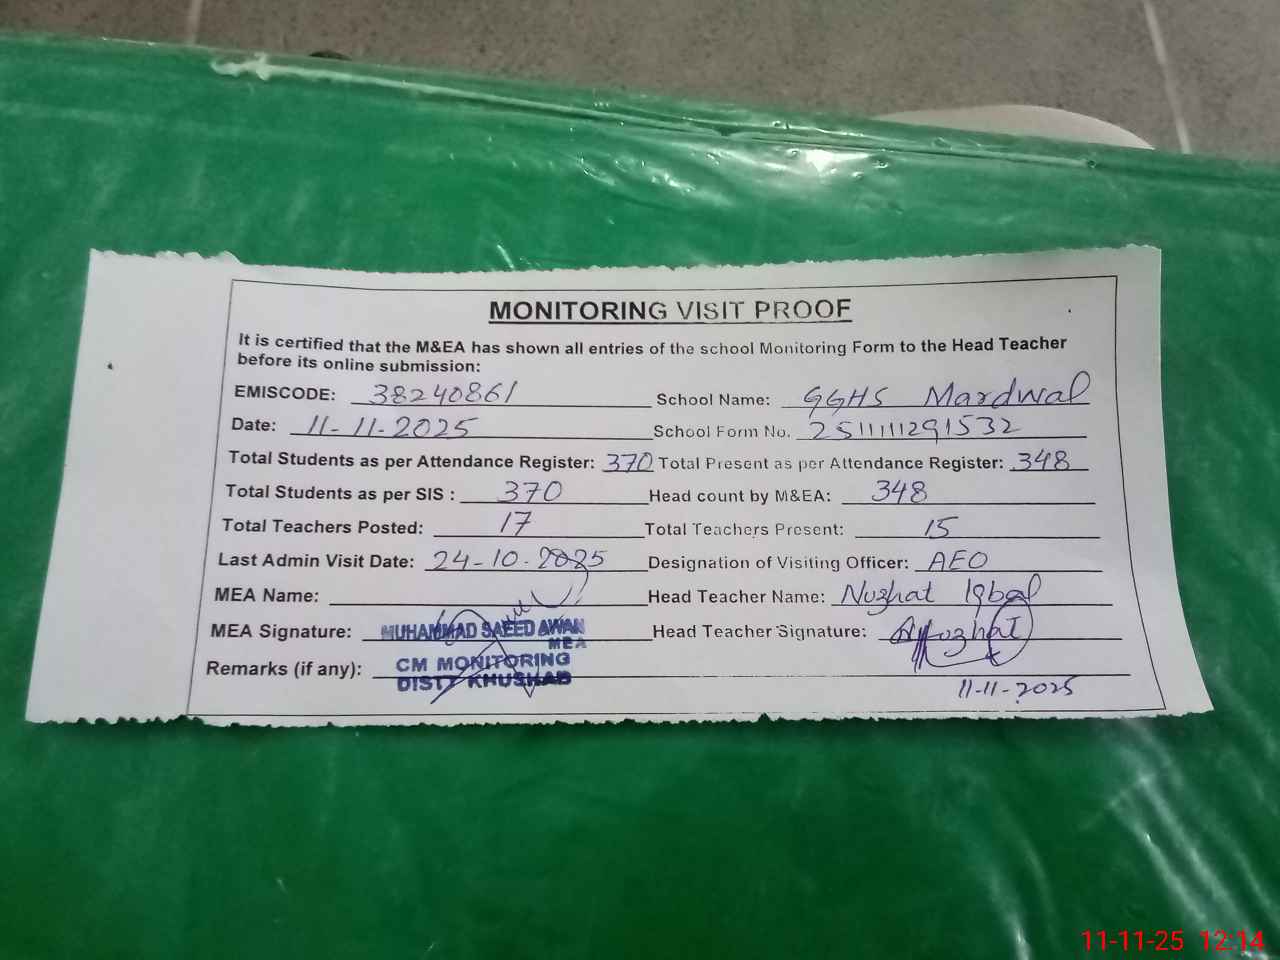 MONITORING VISIT PROOF
It is certified that the M&EA has shown all entries of the school Monitoring Form to the Head Teacher
before its online submission:
EMISCODE: 38240861 School Name: GGHS Mardwal
Date: 11-11-2025 School Form No. 251111291532
Total Students as per Attendance Register: 370 Total Present as per Attendance Register: 348
Total Students as per SIS : 370 Head count by M&EA: 348
Total Teachers Posted: 17 Total Teachers Present: 15
Last Admin Visit Date: 24-10-2025 Designation of Visiting Officer: AEO
MEA Name: Head Teacher Name: Nuzhat Iqbal
MEA Signature: MUHAMMAD SAEED AWAN Head Teacher Signature: Nuzhat
MEA
Remarks (if any): CM MONITORING
DISTT KHUSHAB
11-11-2025
11-11-25 12:14